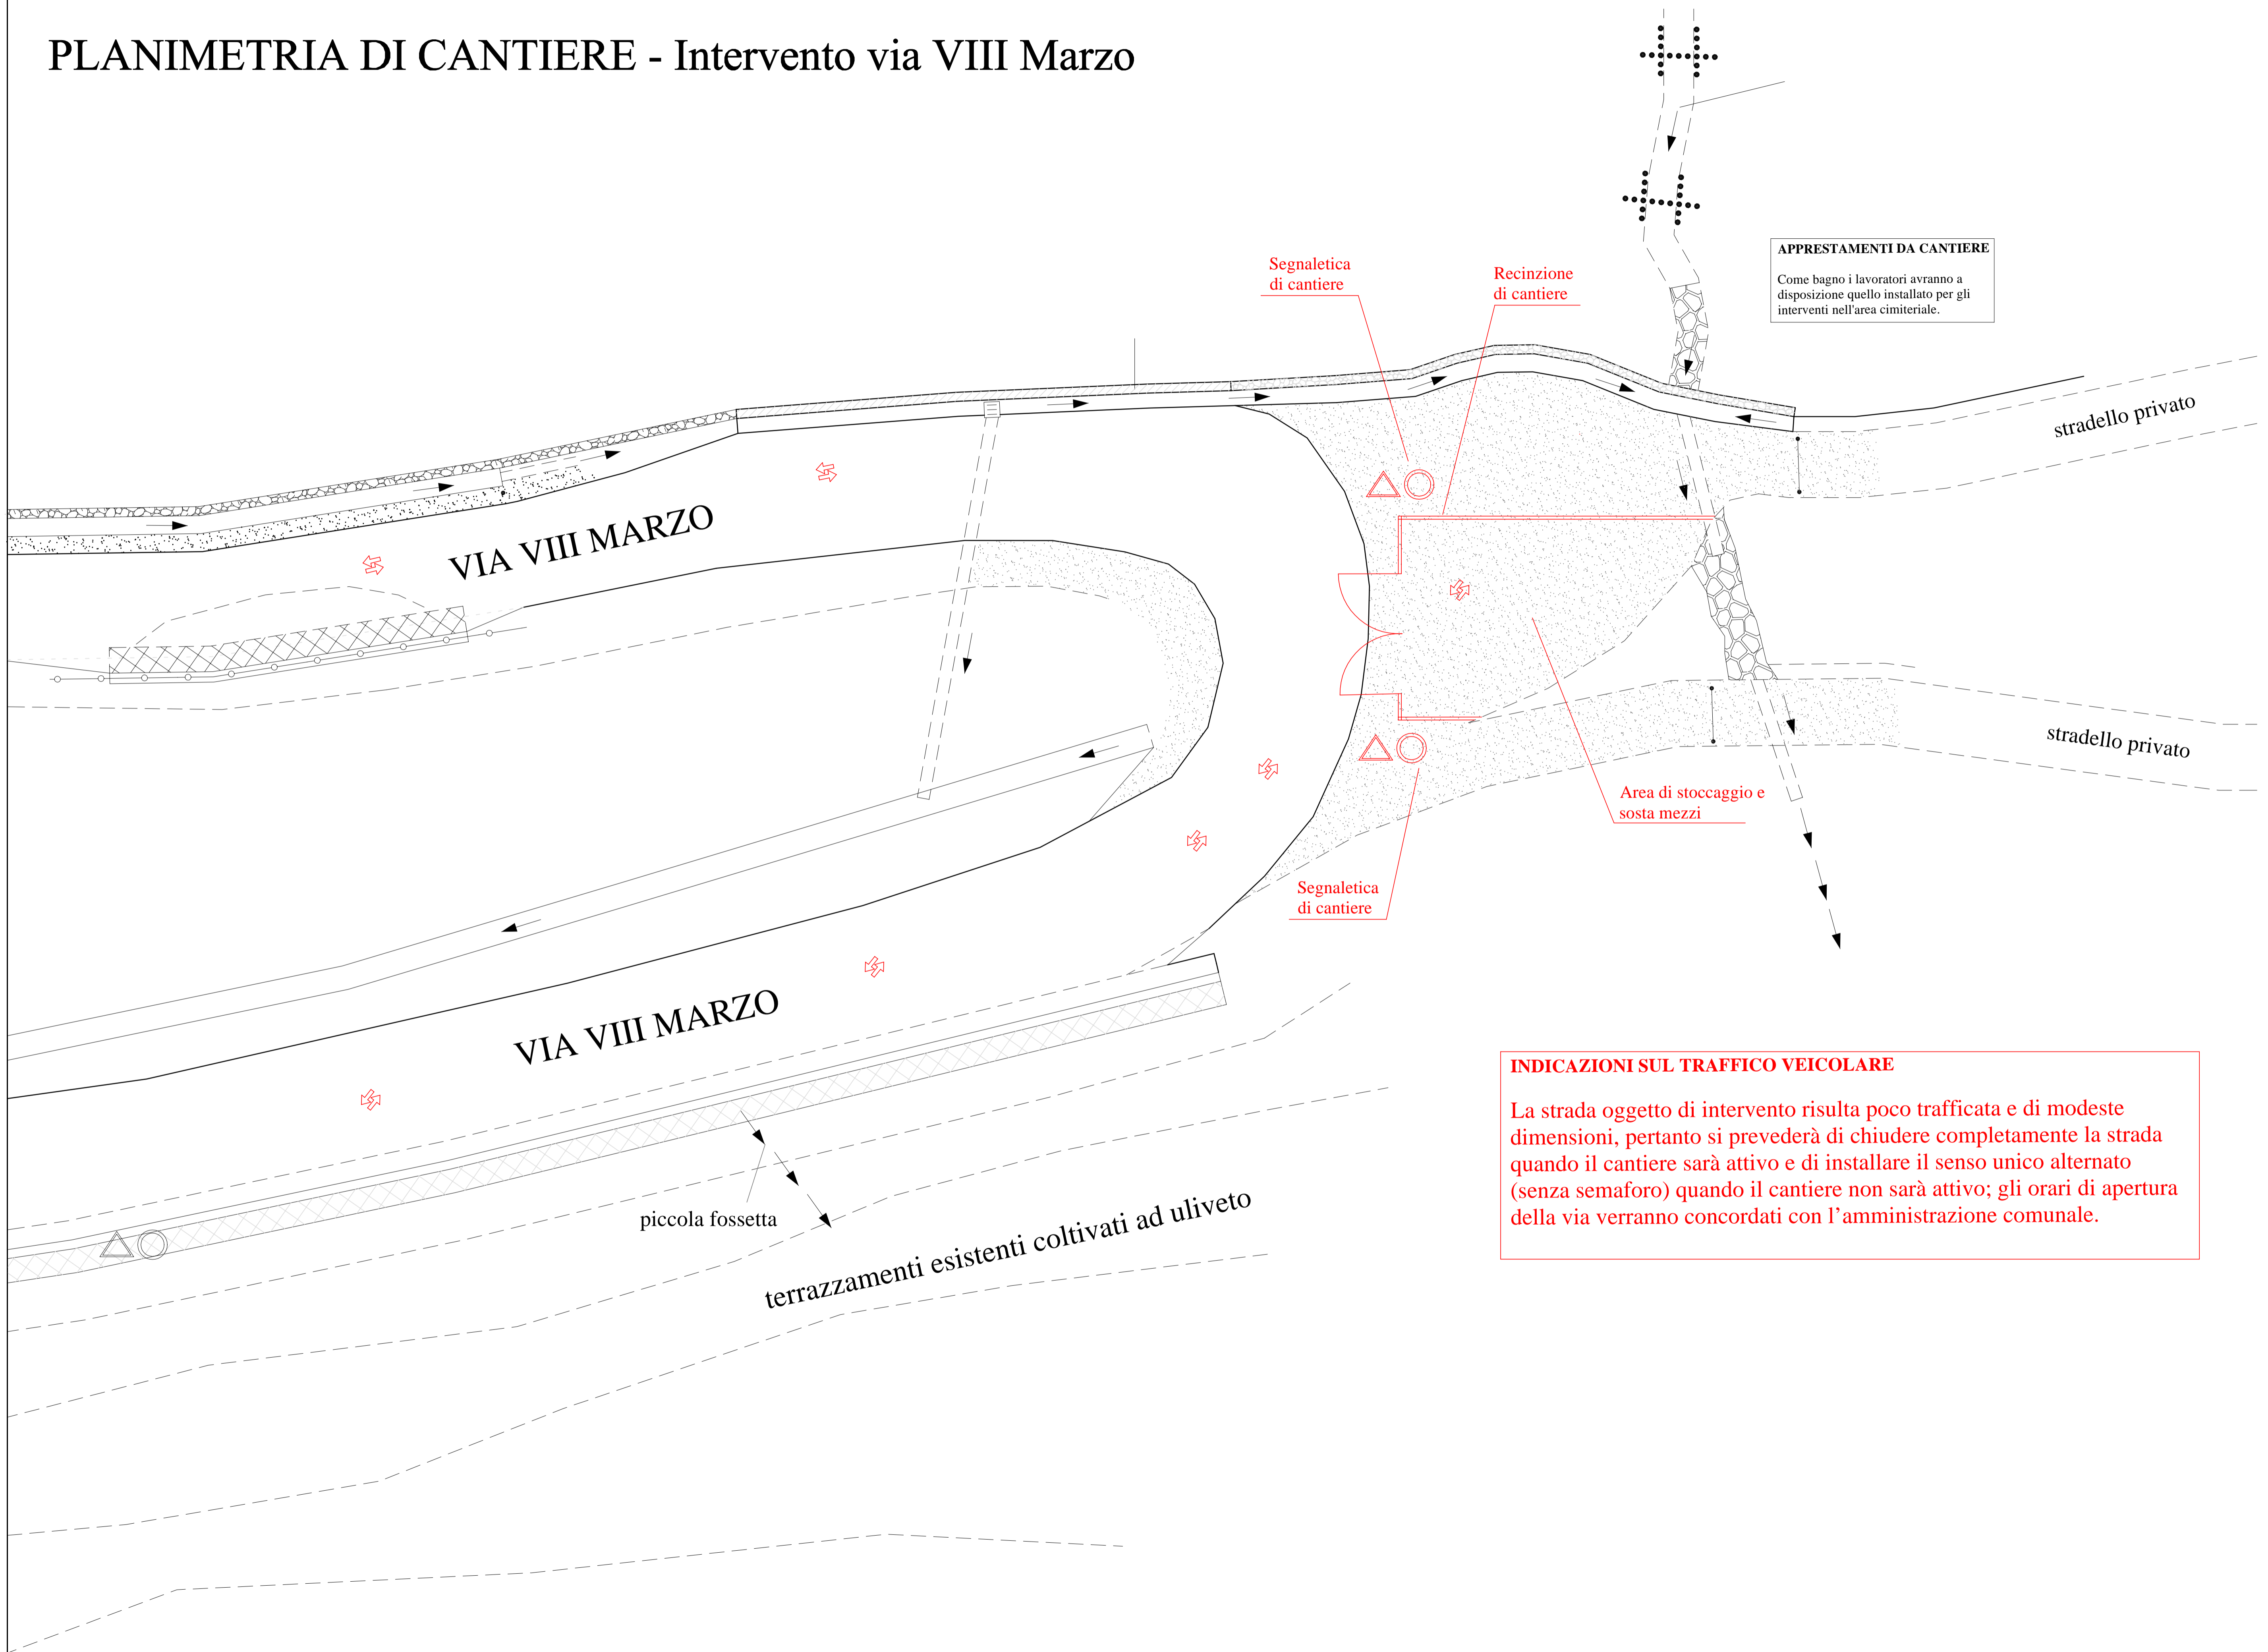 PLANIMETRIA DI CANTIERE - Intervento via VIII Marzo
APPRESTAMENTI DA CANTIERE
Come bagno i lavoratori avranno a
disposizione quello installato per gli
interventi nell'area cimiteriale.
Segnaletica
di cantiere
Recinzione
di cantiere
stradello privato
VIA VIII MARZO
stradello privato
Area di stoccaggio e
sosta mezzi
Segnaletica
di cantiere
VIA VIII MARZO
INDICAZIONI SUL TRAFFICO VEICOLARE
La strada oggetto di intervento risulta poco trafficata e di modeste
dimensioni, pertanto si prevederà di chiudere completamente la strada
quando il cantiere sarà attivo e di installare il senso unico alternato
(senza semaforo) quando il cantiere non sarà attivo; gli orari di apertura
della via verranno concordati con l’amministrazione comunale.
piccola fossetta
terrazzamenti esistenti coltivati ad uliveto